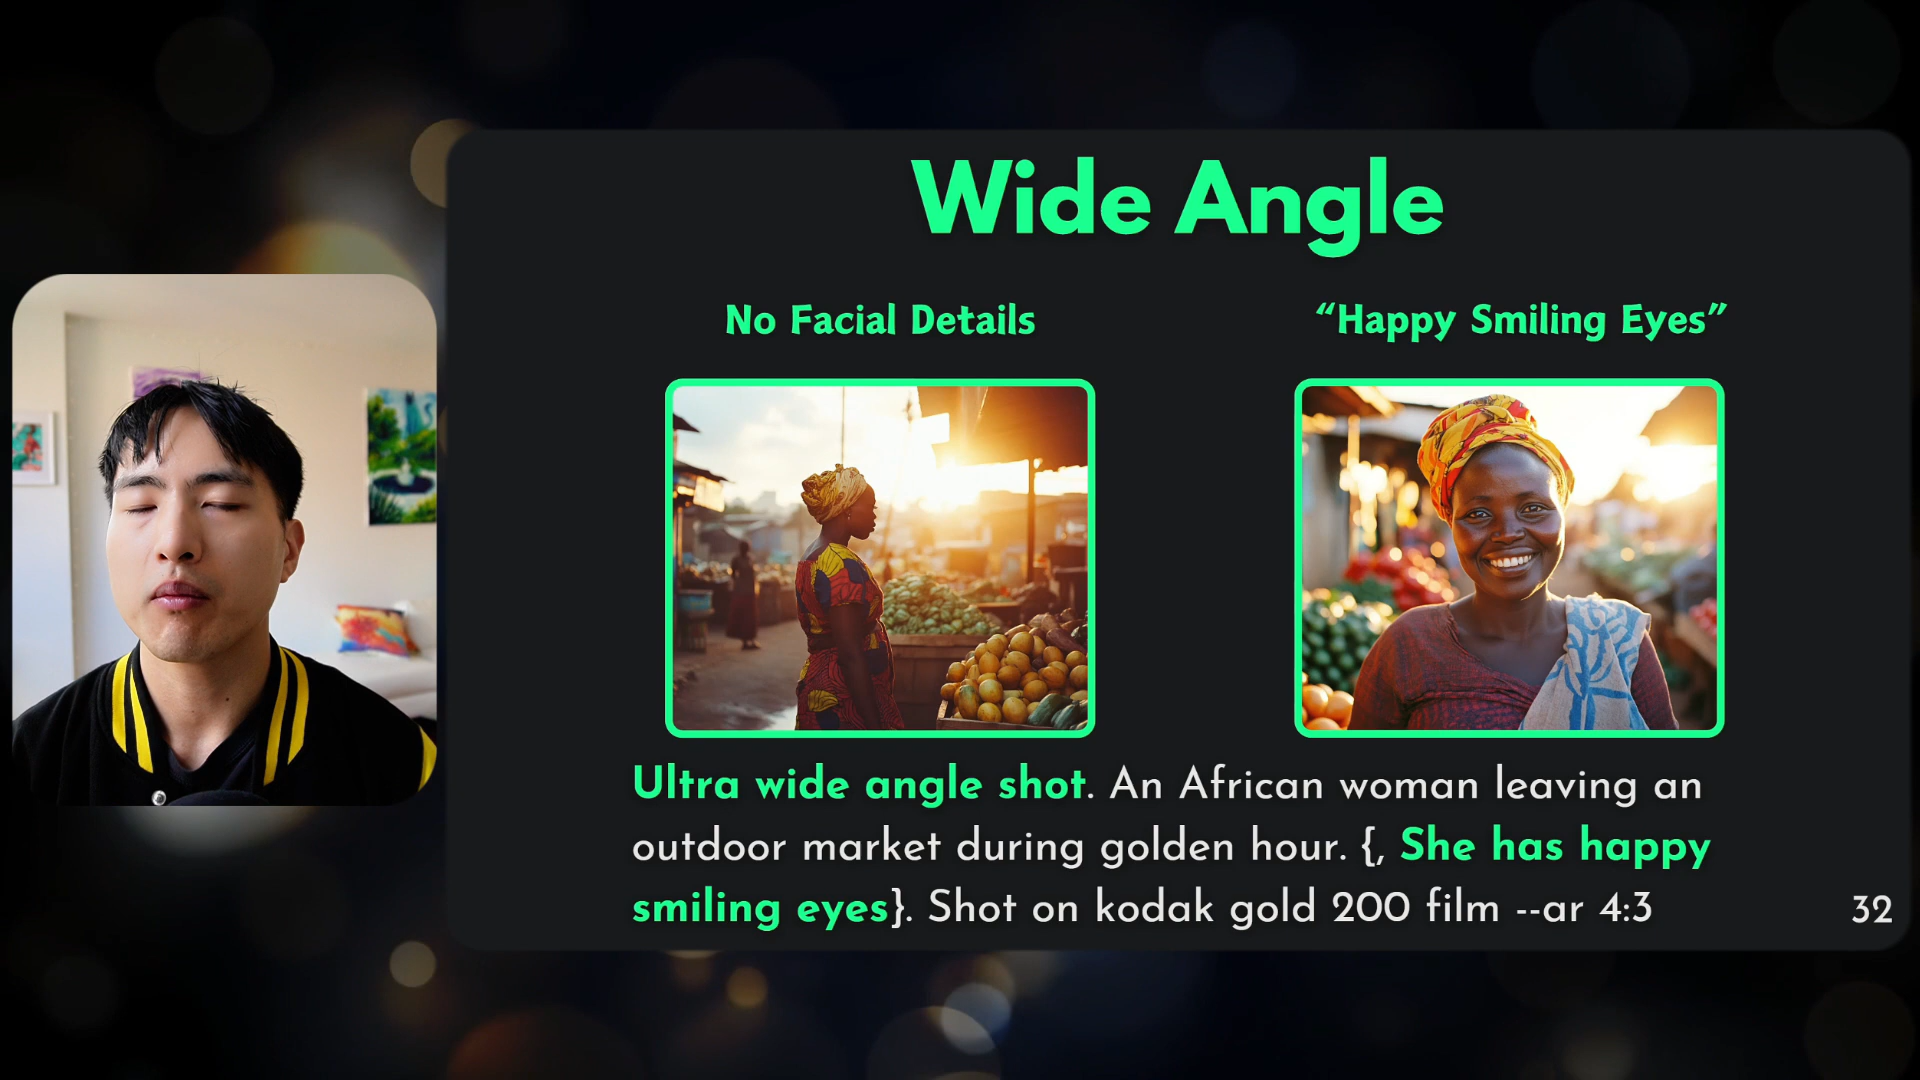 Wide Angle
No Facial Details
“Happy Smiling Eyes”
Ultra wide angle shot. An African woman leaving an
outdoor market during golden hour. {, She has happy
smiling eyes}. Shot on kodak gold 200 film --ar 4:3
32